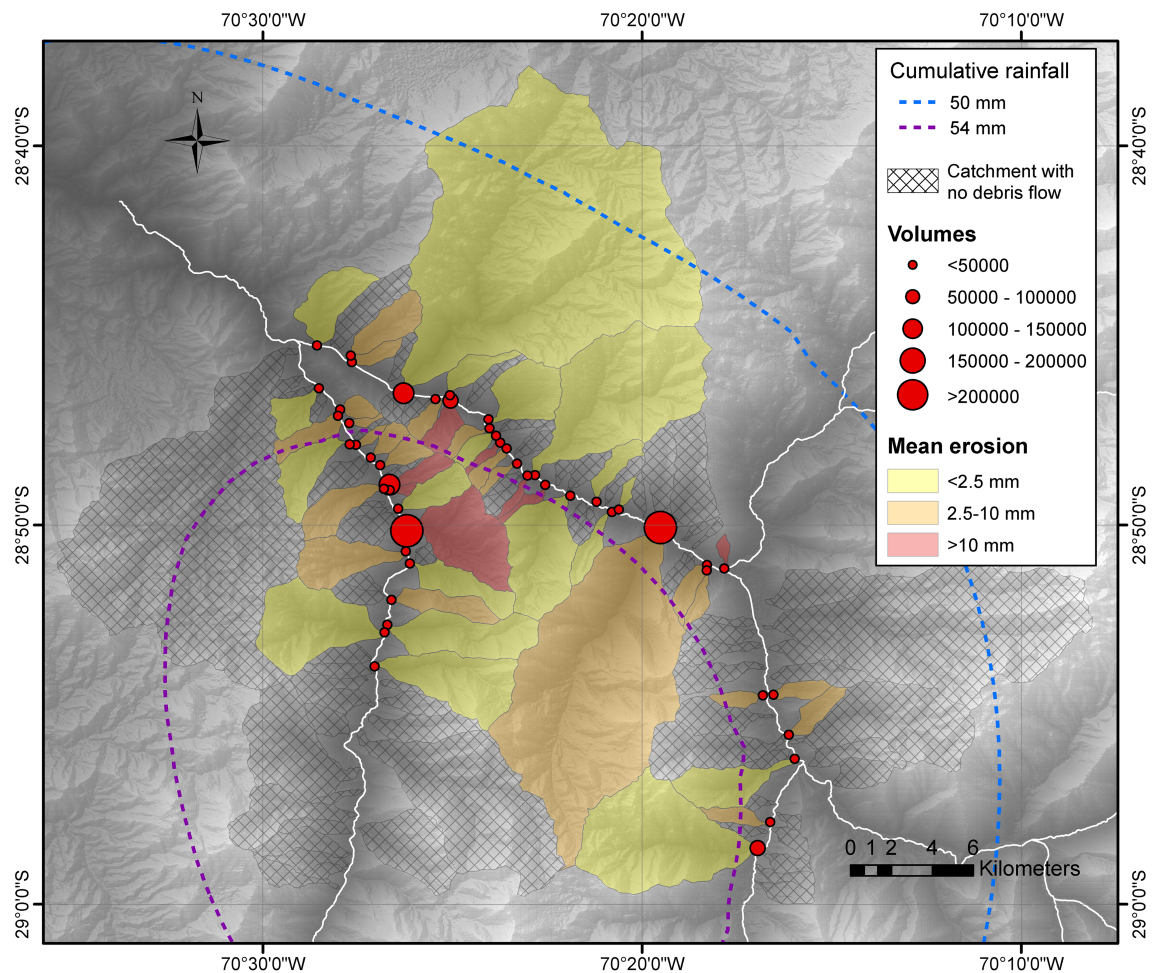 70°30'0"W 70°20'0"W 70°10'0"W
N
28°40'0"S
28°40'0"S
28°50'0"S
28°50'0"S
29°0'0"S
29°0'0"S
Cumulative rainfall
50 mm
54 mm
Catchment with
no debris flow
Volumes
<50000
50000 - 100000
100000 - 150000
150000 - 200000
>200000
Mean erosion
<2.5 mm
2.5-10 mm
>10 mm
0 1 2 4 6
Kilometers
70°30'0"W 70°20'0"W 70°10'0"W